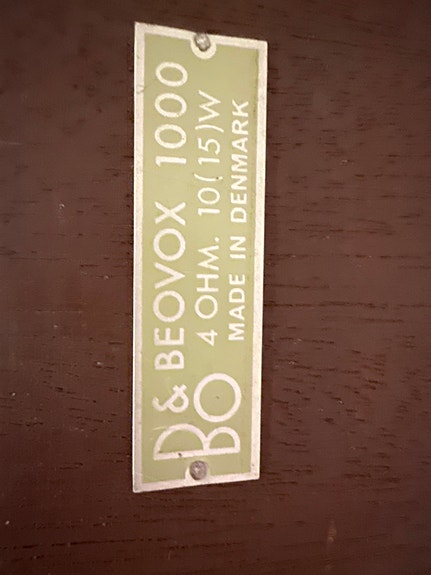 B&O BEOVOX 1000
4 OHM. 10(15)W
MADE IN DENMARK